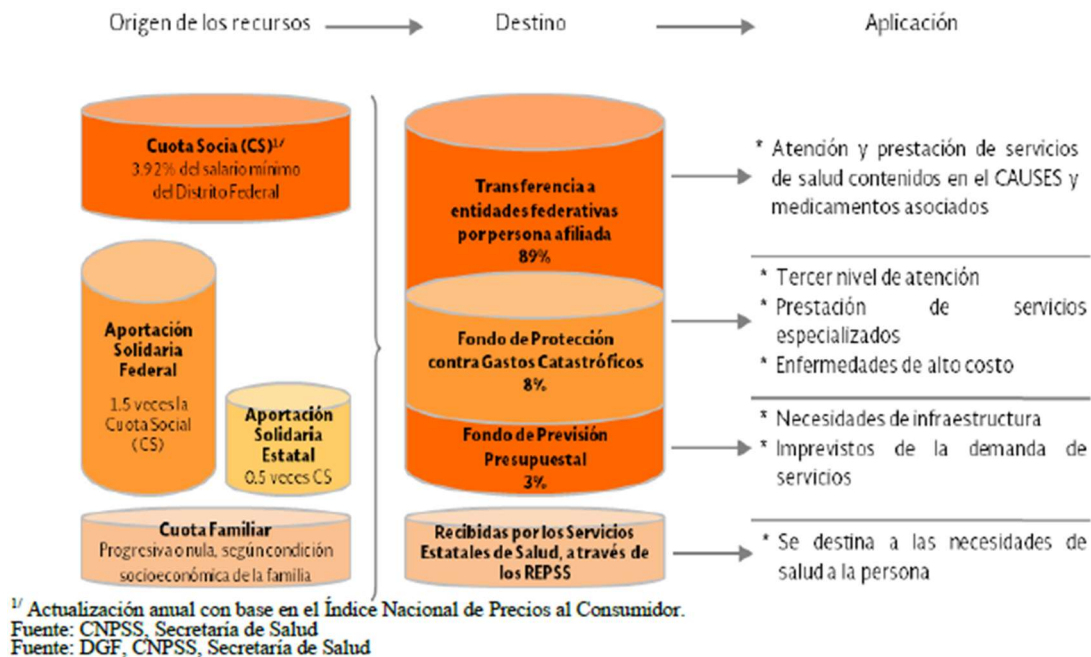 Origen de los recursos
Destino
Aplicación
Cuota Socia (CS)1/
3.92% del salario mínimo
del Distrito Federal
Aportación
Solidaria
Federal
1.5 veces la
Cuota Social
(CS)
Aportación
Solidaria
Estatal
0.5 veces CS
Cuota Familiar
Progresiva o nula, según condición
socioeconómica de la familia
Transferencia a
entidades federativas
por persona afiliada
89%
Fondo de Protección
contra Gastos Catastróficos
8%
Fondo de Previsión
Presupuestal
3%
Recibidas por los Servicios
Estatales de Salud, a través de
los REPSS
* Atención y prestación de servicios
de salud contenidos en el CAUSES y
medicamentos asociados
* Tercer nivel de atención
* Prestación de servicios
especializados
* Enfermedades de alto costo
* Necesidades de infraestructura
* Imprevistos de la demanda de
servicios
* Se destina a las necesidades de
salud a la persona
1/ Actualización anual con base en el Índice Nacional de Precios al Consumidor.
Fuente: CNPSS, Secretaría de Salud
Fuente: DGF, CNPSS, Secretaría de Salud